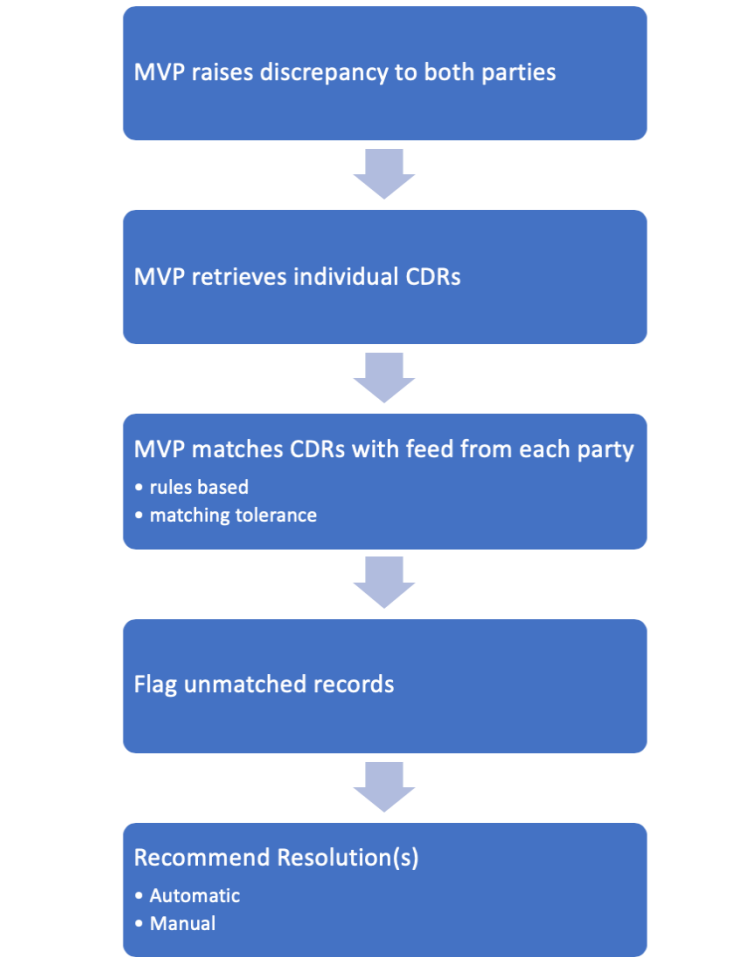 MVP raises discrepancy to both parties
MVP retrieves individual CDRs
MVP matches CDRs with feed from each party
• rules based
• matching tolerance
Flag unmatched records
Recommend Resolution(s)
• Automatic
• Manual